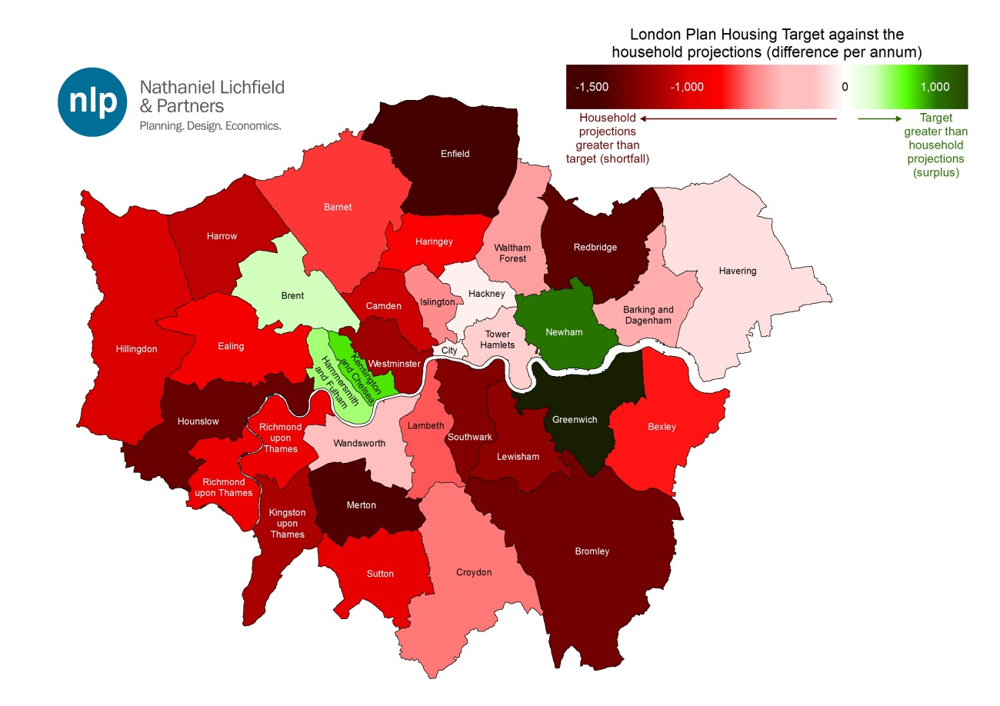 London Plan Housing Target against the
household projections (difference per annum)
-1,500
-1,000
0
1,000
Household
projections
greater than
target (shortfall)
Target
greater than
household
projections
(surplus)
nlp
Nathaniel Lichfield
& Partners
Planning. Design. Economics.
Enfield
Barnet
Harrow
Haringey
Waltham
Forest
Redbridge
Havering
Brent
Camden
Islington
Hackney
Barking and
Dagenham
Hillingdon
Ealing
Hammersmith
and Fulham
Kensington
and Chelsea
Westminster
City
Tower
Hamlets
Newham
Hounslow
Richmond
upon
Thames
Wandsworth
Lambeth
Southwark
Lewisham
Greenwich
Bexley
Richmond
upon Thames
Kingston
upon
Thames
Merton
Sutton
Croydon
Bromley